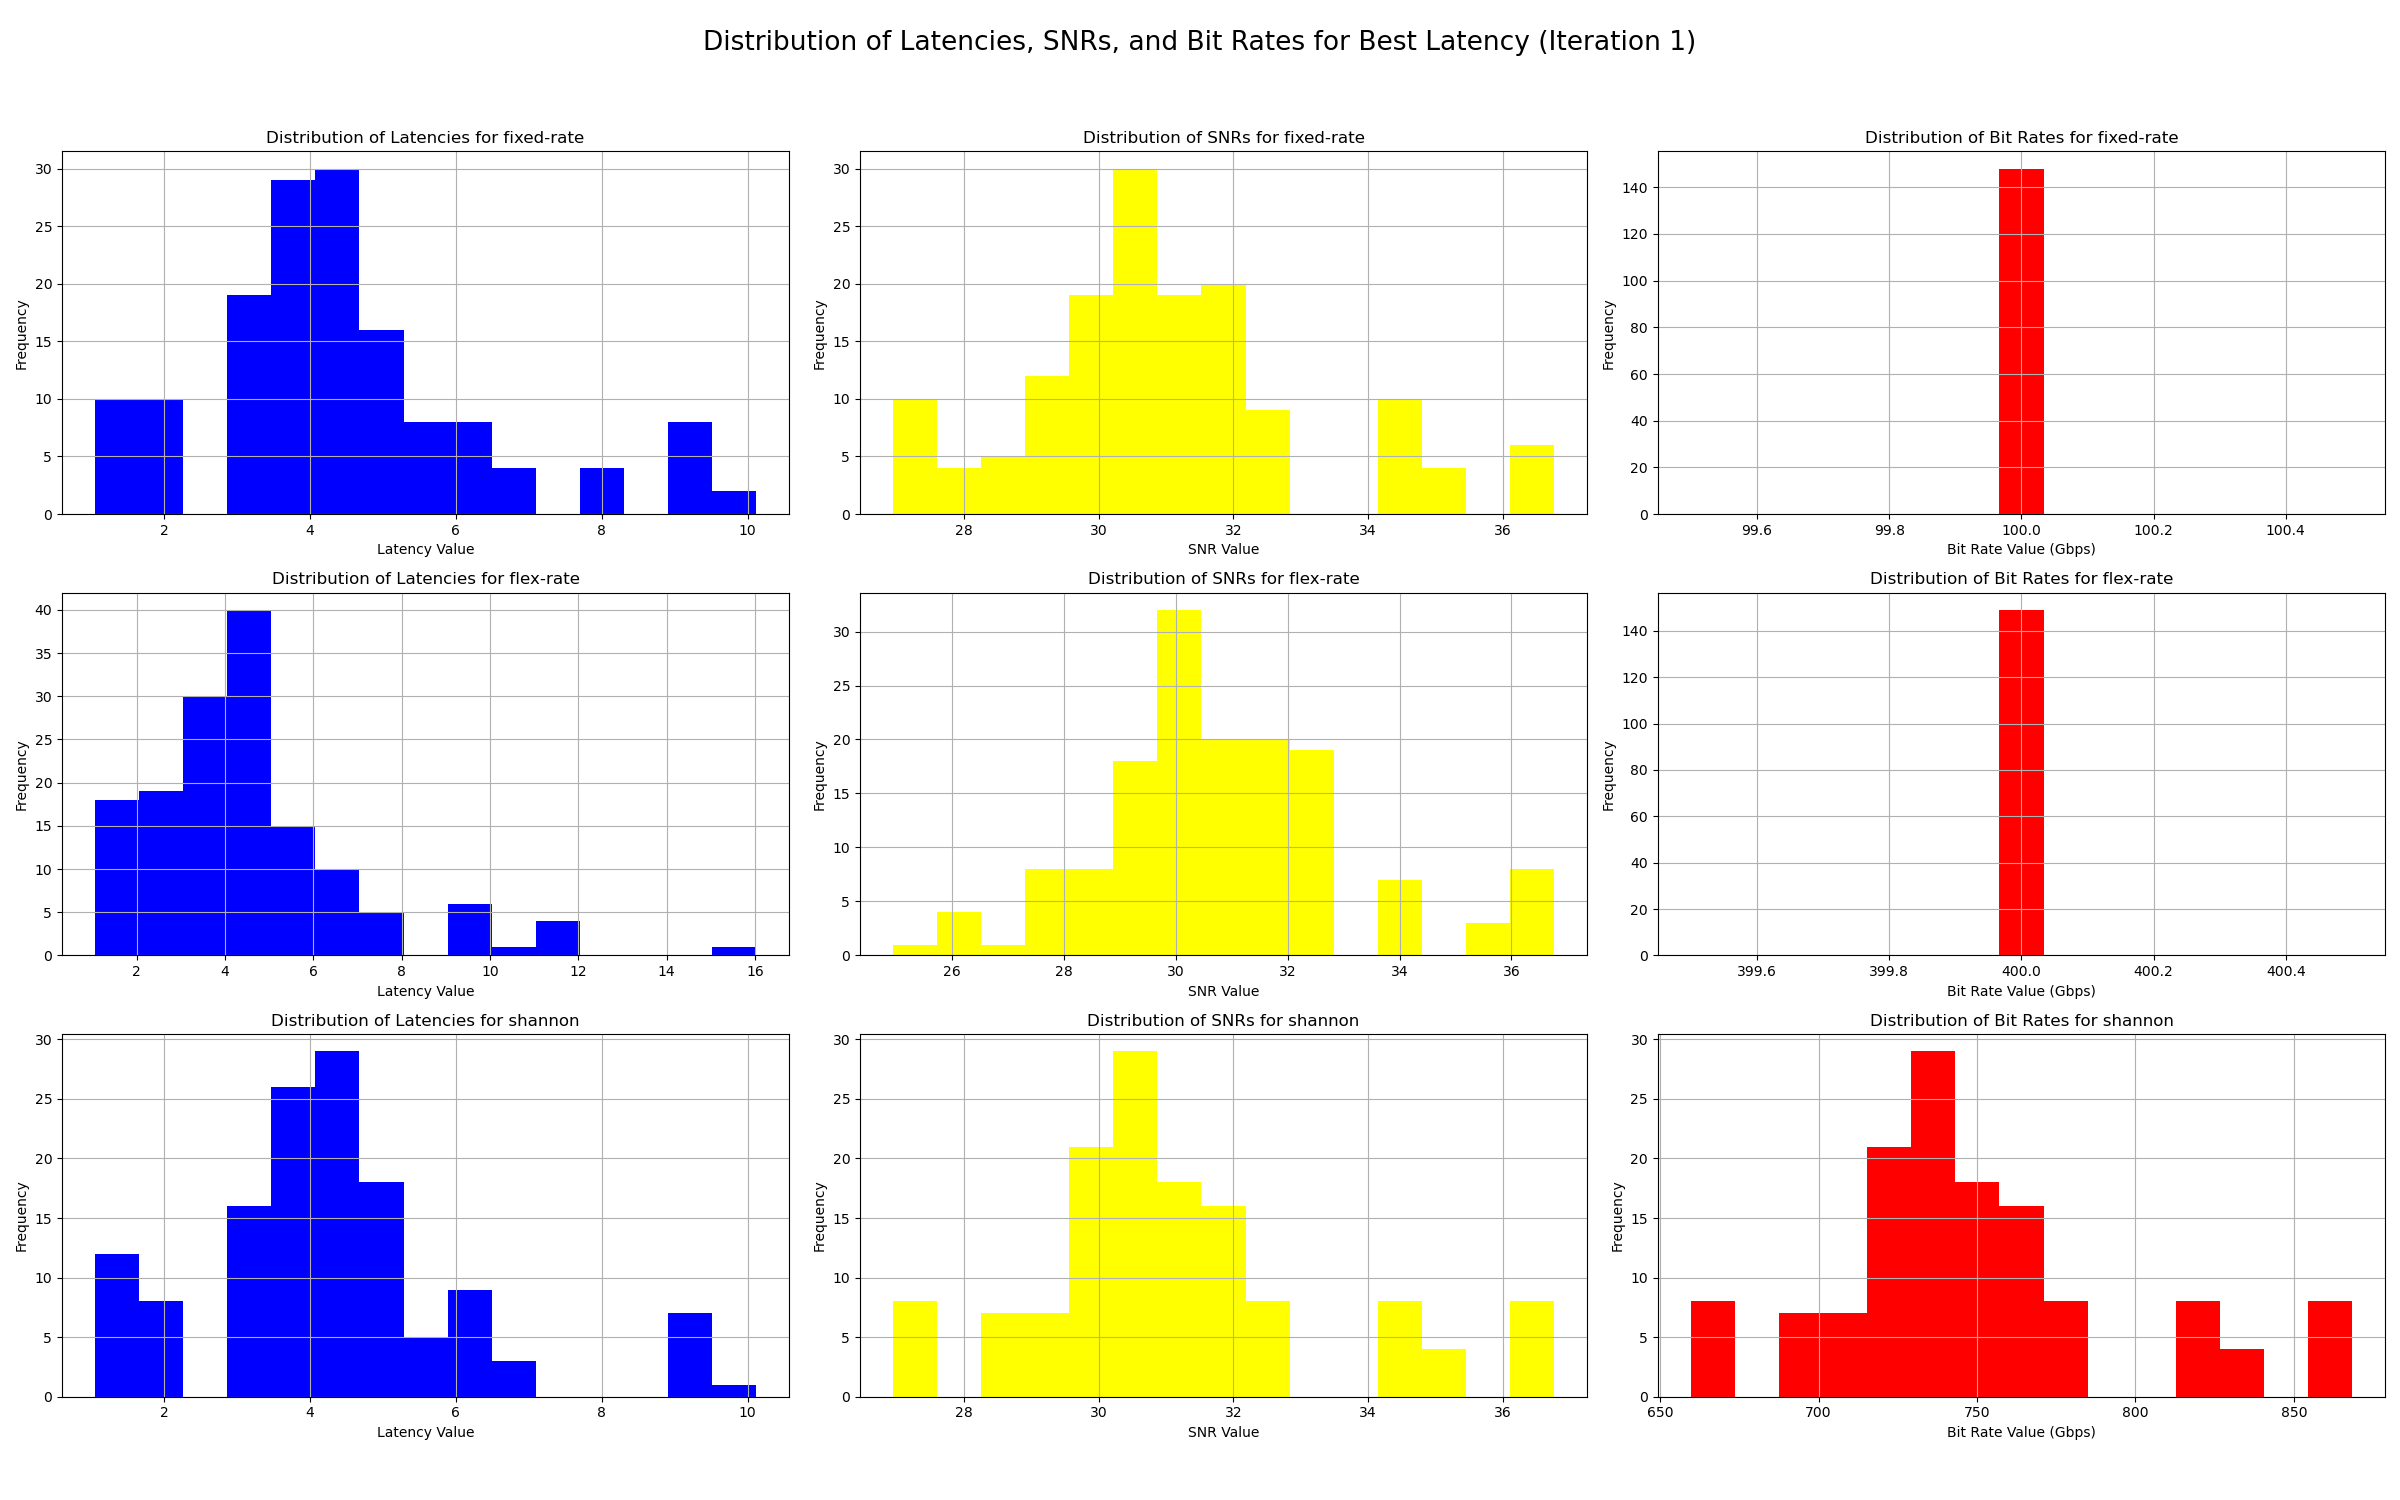 Distribution of Latencies, SNRs, and Bit Rates for Best Latency (Iteration 1)
Distribution of Latencies for fixed-rate
30
25
20
15
10
5
0
Frequency
2 4 6 8 10
Latency Value
Distribution of SNRs for fixed-rate
30
25
20
15
10
5
0
Frequency
28 30 32 34 36
SNR Value
Distribution of Bit Rates for fixed-rate
140
120
100
80
60
40
20
0
Frequency
99.6 99.8 100.0 100.2 100.4
Bit Rate Value (Gbps)
Distribution of Latencies for flex-rate
40
35
30
25
20
15
10
5
0
Frequency
2 4 6 8 10 12 14 16
Latency Value
Distribution of SNRs for flex-rate
30
25
20
15
10
5
0
Frequency
26 28 30 32 34 36
SNR Value
Distribution of Bit Rates for flex-rate
140
120
100
80
60
40
20
0
Frequency
399.6 399.8 400.0 400.2 400.4
Bit Rate Value (Gbps)
Distribution of Latencies for shannon
30
25
20
15
10
5
0
Frequency
2 4 6 8 10
Latency Value
Distribution of SNRs for shannon
30
25
20
15
10
5
0
Frequency
28 30 32 34 36
SNR Value
Distribution of Bit Rates for shannon
30
25
20
15
10
5
0
Frequency
650 700 750 800 850
Bit Rate Value (Gbps)